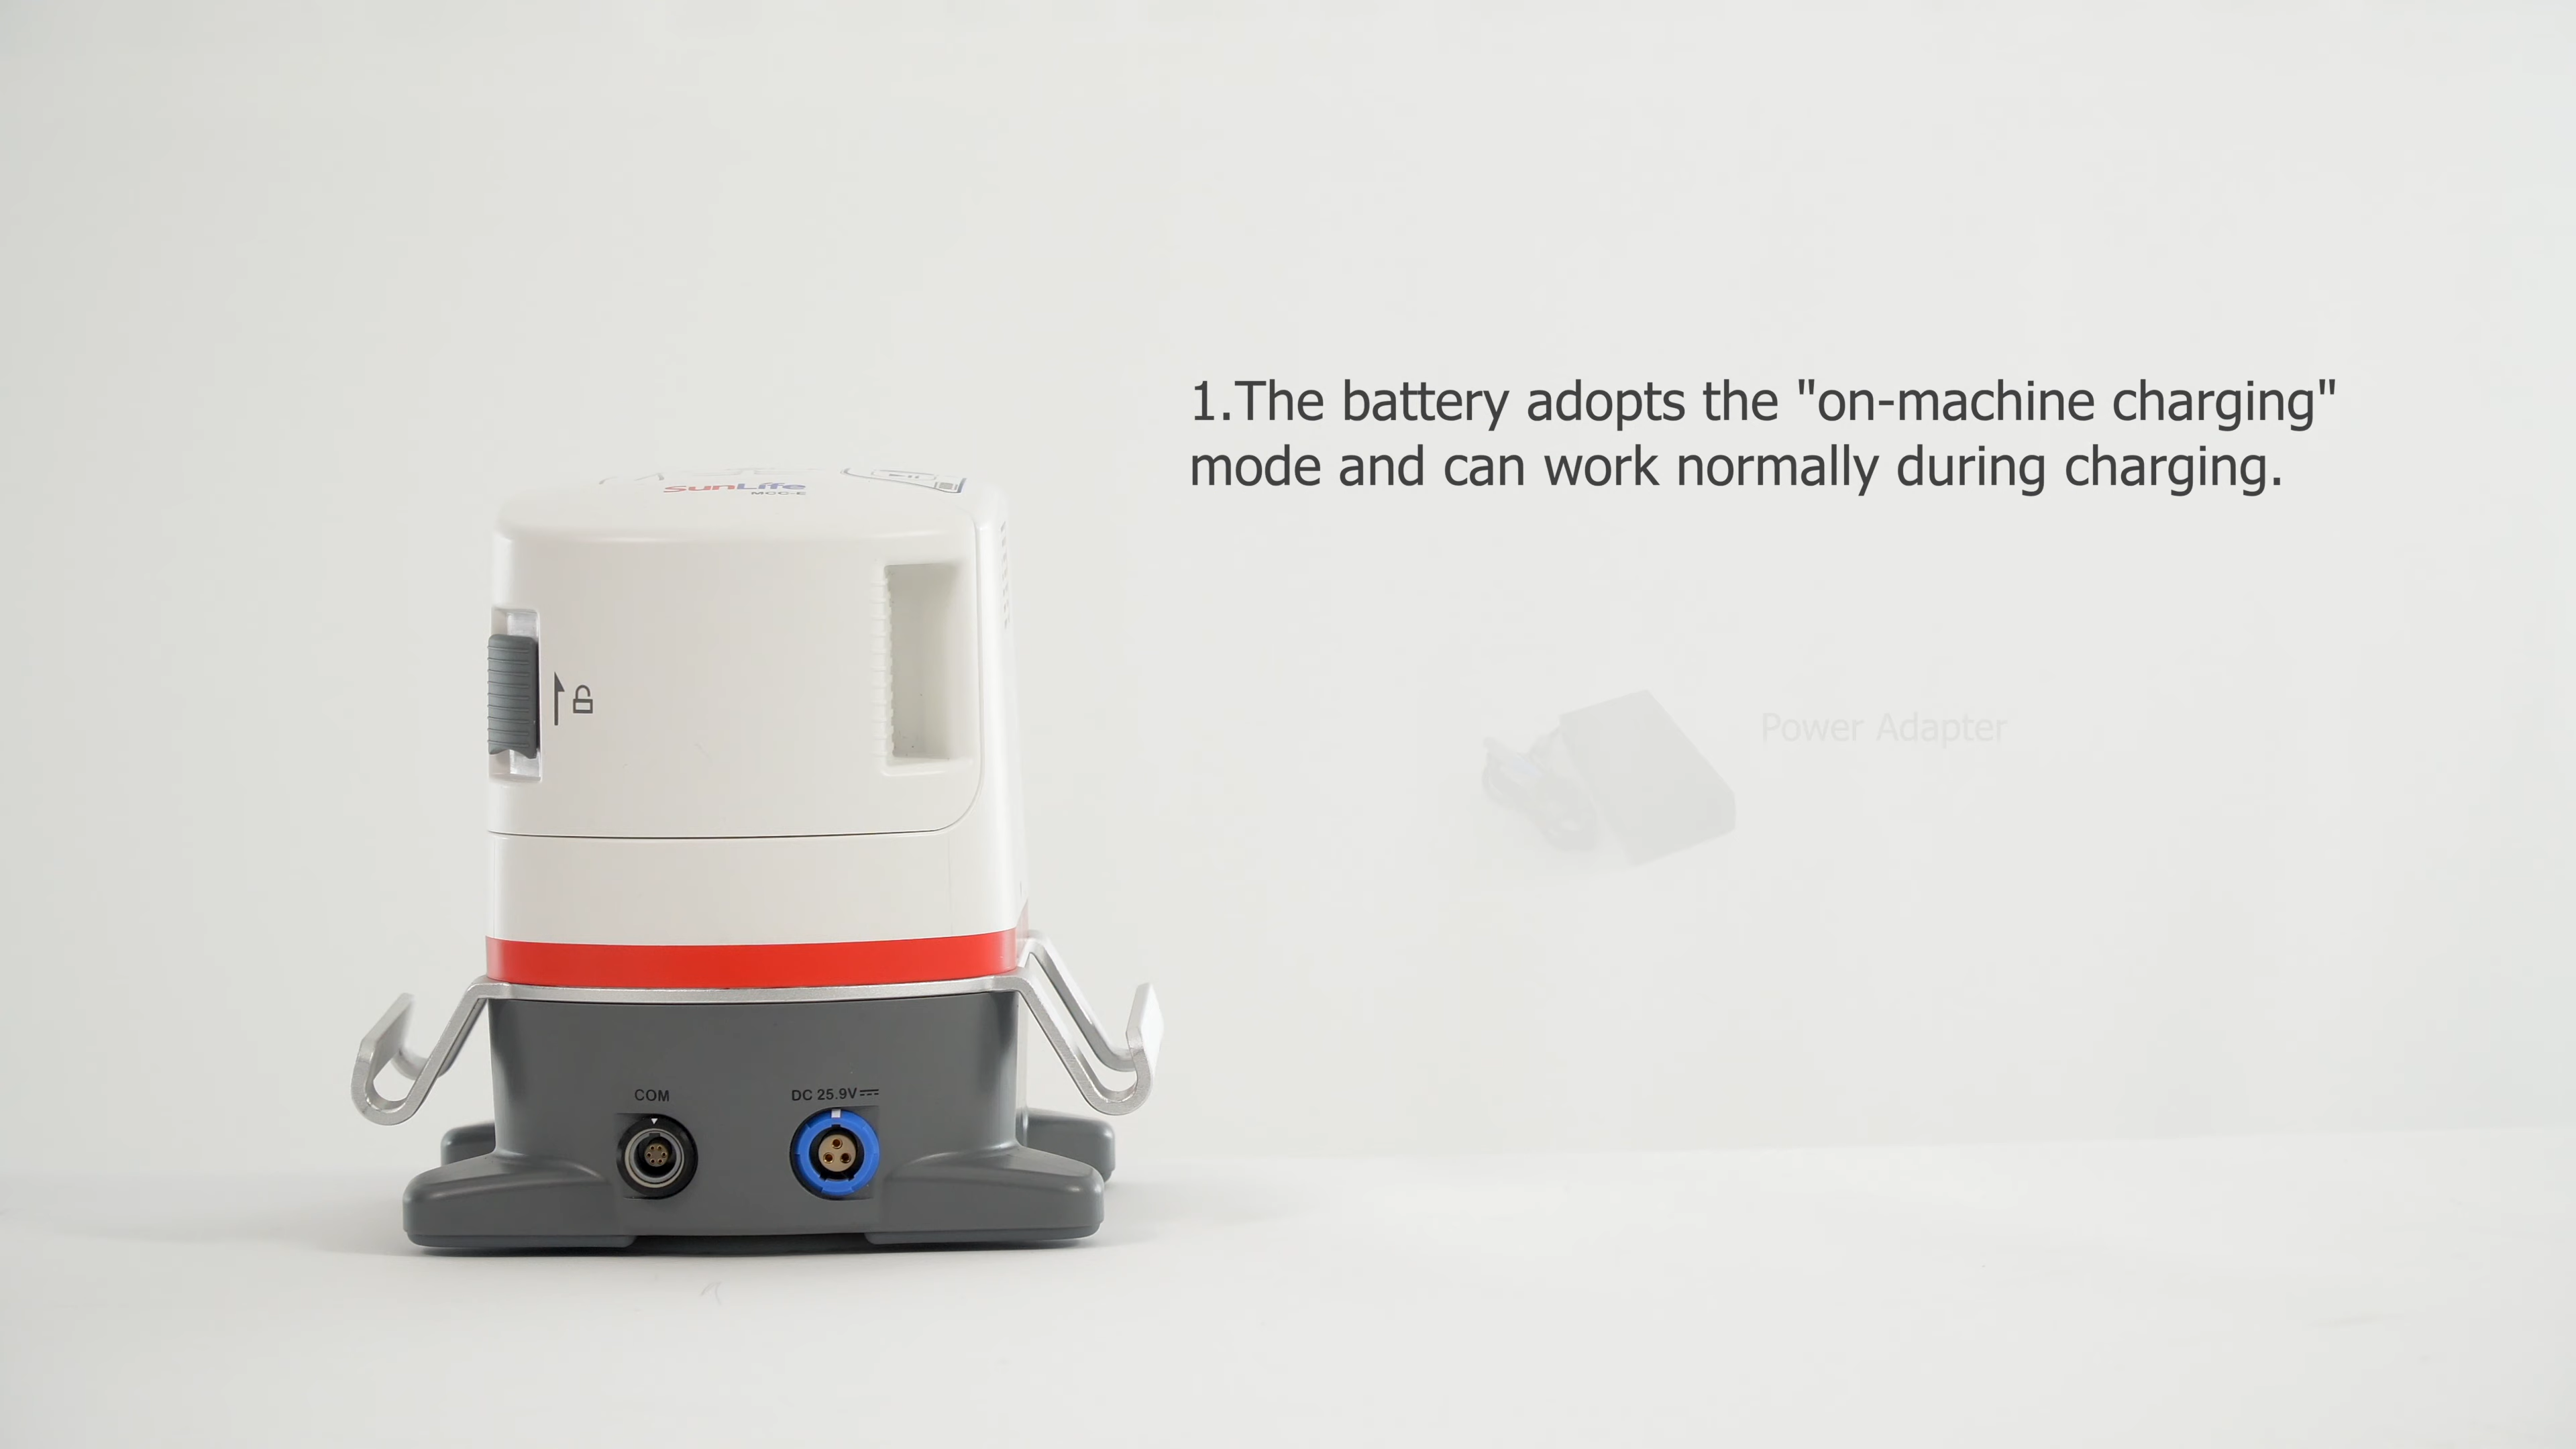 1.The battery adopts the "on-machine charging"
mode and can work normally during charging.
SunLife
MCC-E
Power Adapter
COM
DC 25.9V